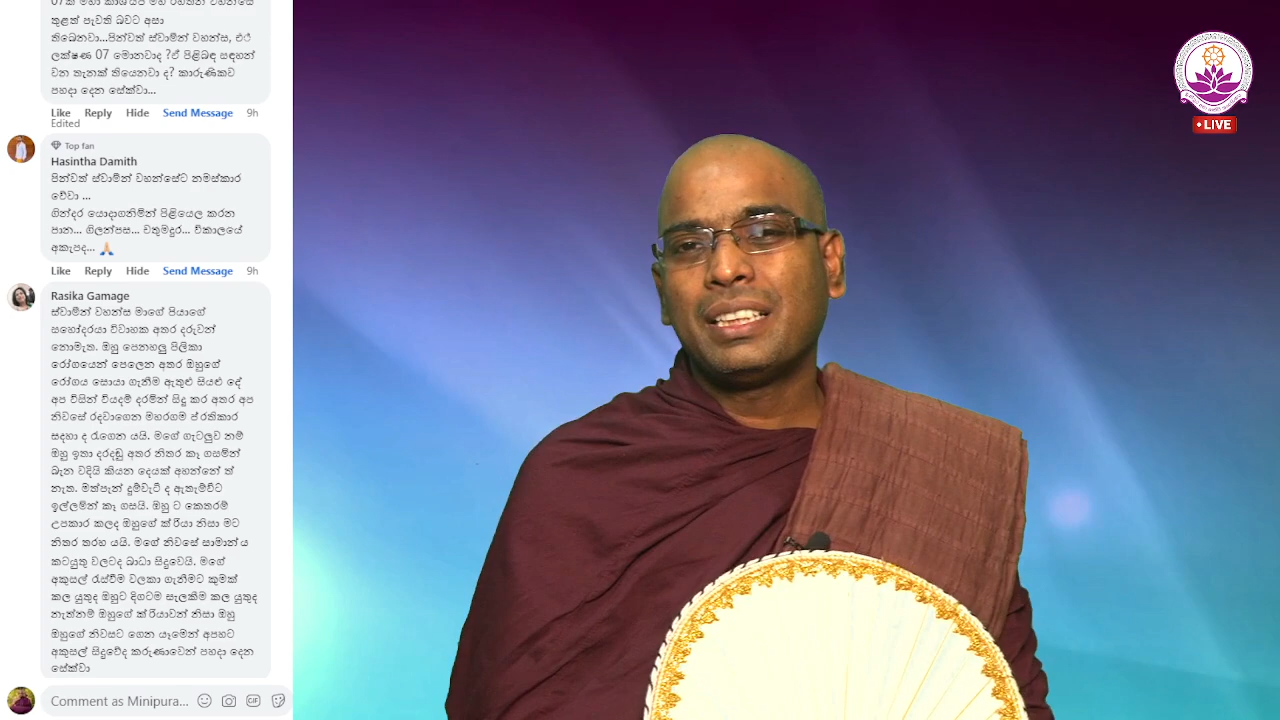 07ක් මහා කාශ්‍යප මහ රහතන් වහන්සේ
තුළත් පැවති බවට අසා
තිබෙනවා...පින්වත් ස්වාමීන් වහන්ස, එථ
ලක්ෂණ 07 මොනවාද ?ඒ පිළිබඳ සඳහන්
වන තැනක් තියෙනවා ද? කාරුණිකව
පහදා දෙන සේක්වා...
Like Reply Hide Send Message 9h
Edited
Top fan
Hasintha Damith
පින්වත් ස්වාමීන් වහන්සේට නමස්කාර
වේවා ...
ගින්දර යොදාගනිමින් පිළියෙල කරන
පාන... ගිලන්පස... චතුමදුර... විකාලයේ
අකැපද... 🙏
Like Reply Hide Send Message 9h
Rasika Gamage
ස්වාමීන් වහන්ස මාගේ පියාගේ
සහෝදරයා විවාහක අතර දරුවන්
නොමැත. ඔහු පෙනහලු පිලිකා
රෝගයෙන් පෙලෙන අතර ඔහුගේ
රෝගය සොයා ගැනීම ඇතුළු සියළු දේ
අප විසින් වියදම් දරමින් සිදු කර අතර අප
නිවසේ රඳවාගෙන මහරගම ප්රතිකාර
සඳහා ද රැගෙන යයි. මගේ ගැටලුව නම්
ඔහු ඉතා දරදඬු අතර නිතර කෑ ගසමින්
බැන වදියි කියන දෙයක් අහන්නේ ත්
නැත. මත්පැන් දුම්වැටි ද ඇතැම්විට
ඉල්ලමින් කෑ ගසයි. ඔහු ට කෙතරම්
උපකාර කලද ඔහුගේ ක්රියා නිසා මට
නිතර තරහ යයි. මගේ නිවසේ සාමාන්ය
කටයුතු වලටද බාධා සිදුවෙයි. මගේ
අකුසල් රැස්වීම වලකා ගැනීමට කුමක්
කල යුතුද ඔහුට දිගටම සැලකීම කල යුතුද
නැත්නම් ඔහුගේ ක්රියාවන් නිසා ඔහු
ඔහුගේ නිවසට ගෙන යෑමෙන් අපහට
අකුසල් සිදුවේද කරුණාවෙන් පහදා දෙන
සේක්වා
Comment as Minipura...
GIF
LIVE